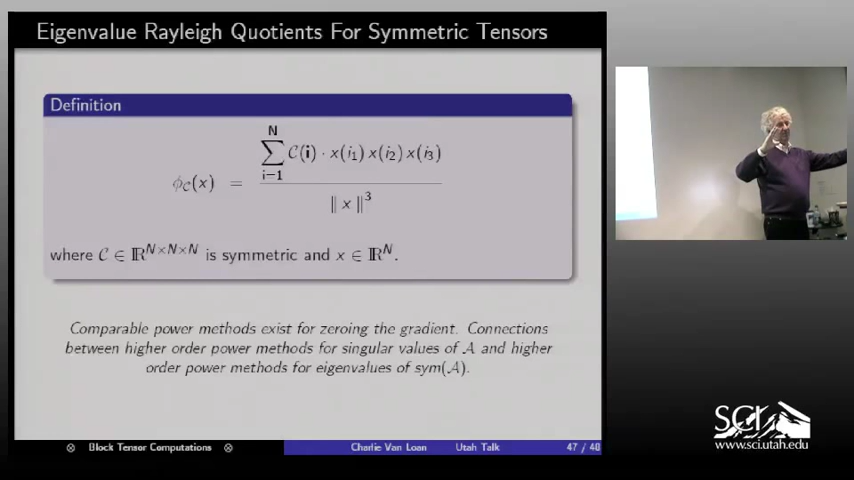 Eigenvalue Rayleigh Quotients For Symmetric Tensors
Definition
φ_𝒞(x) = ∑_{i=1}^{N} 𝒞(i) · x(i₁) x(i₂) x(i₃) / ‖ x ‖³
where 𝒞 ∈ ℝ^{N×N×N} is symmetric and x ∈ ℝ^N.
Comparable power methods exist for zeroing the gradient. Connections
between higher order power methods for singular values of 𝒜 and higher
order power methods for eigenvalues of sym(𝒜).
⊗ Block Tensor Computations ⊗ Charlie Van Loan Utah Talk 47 / 48
SCI
www.sci.utah.edu